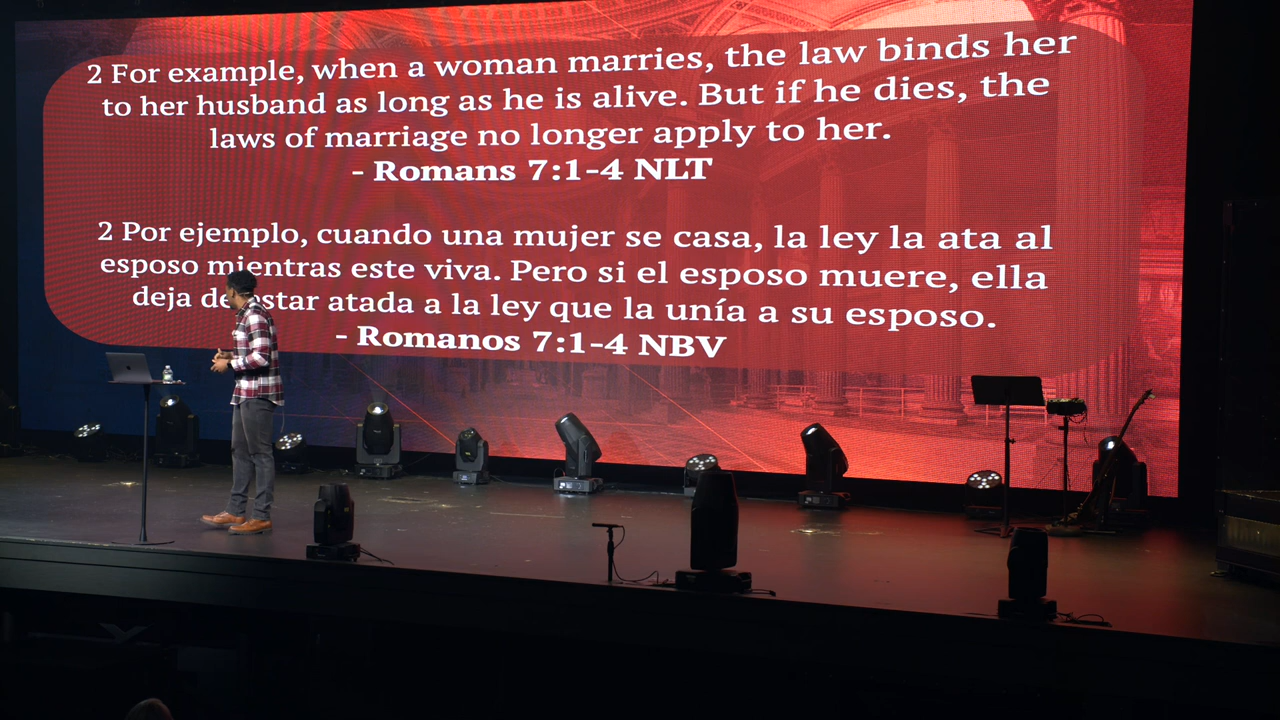 2 For example, when a woman marries, the law binds her
to her husband as long as he is alive. But if he dies, the
laws of marriage no longer apply to her.
- Romans 7:1-4 NLT
2 Por ejemplo, cuando una mujer se casa, la ley la ata al
esposo mientras este viva. Pero si el esposo muere, ella
deja de estar atada a la ley que la unía a su esposo.
- Romanos 7:1-4 NBV